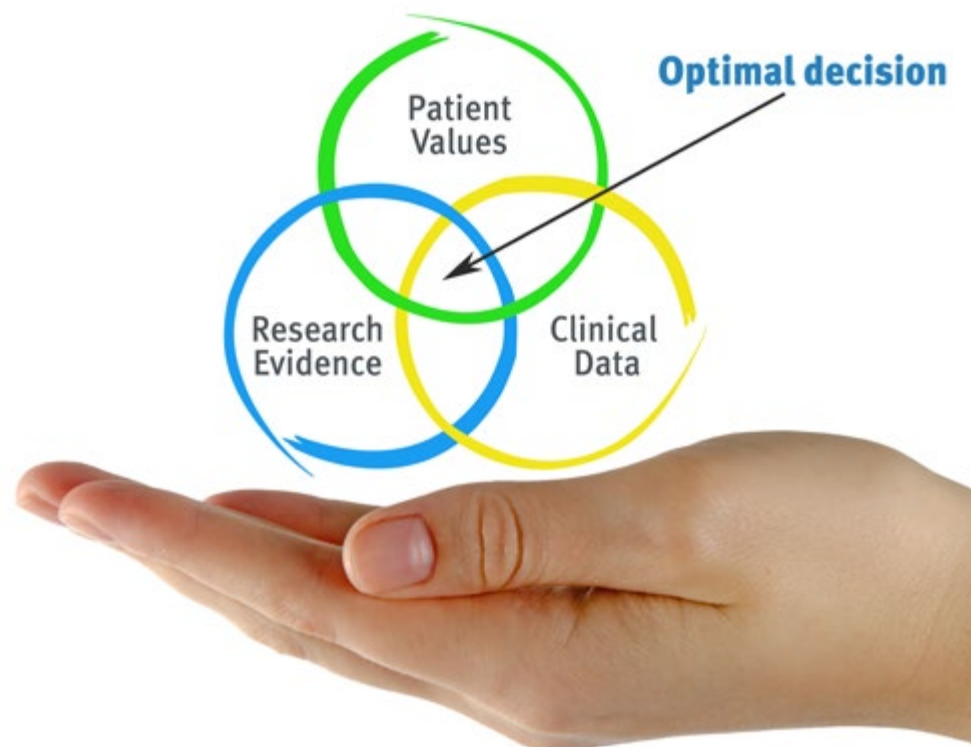 Optimal decision
Patient
Values
Research
Evidence
Clinical
Data